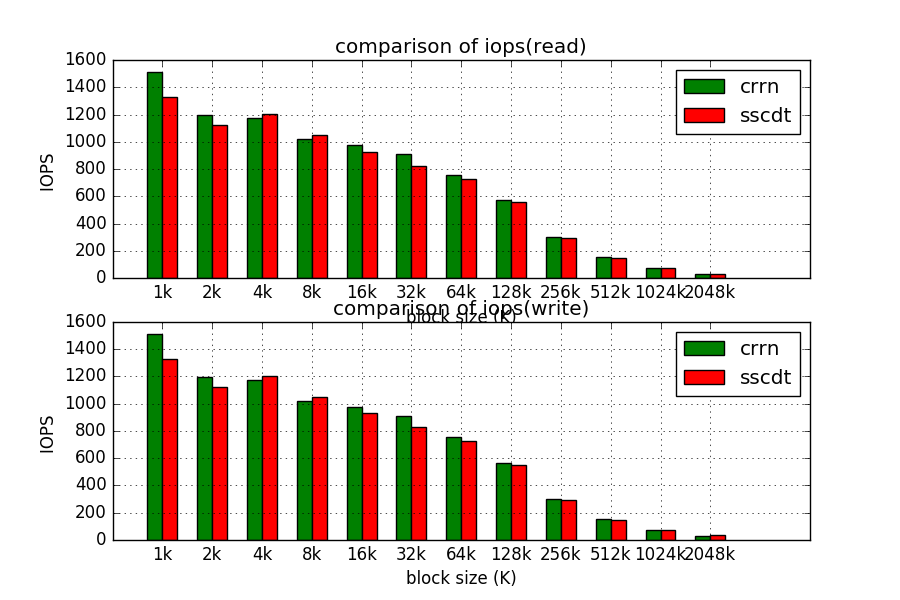 comparison of iops(read)
1600
1400
1200
1000
800
600
400
200
0
IOPS
crrn
sscdt
1k 2k 4k 8k 16k 32k 64k 128k 256k 512k 1024k 2048k
block size (K)
comparison of iops(write)
1600
1400
1200
1000
800
600
400
200
0
IOPS
crrn
sscdt
1k 2k 4k 8k 16k 32k 64k 128k 256k 512k 1024k 2048k
block size (K)